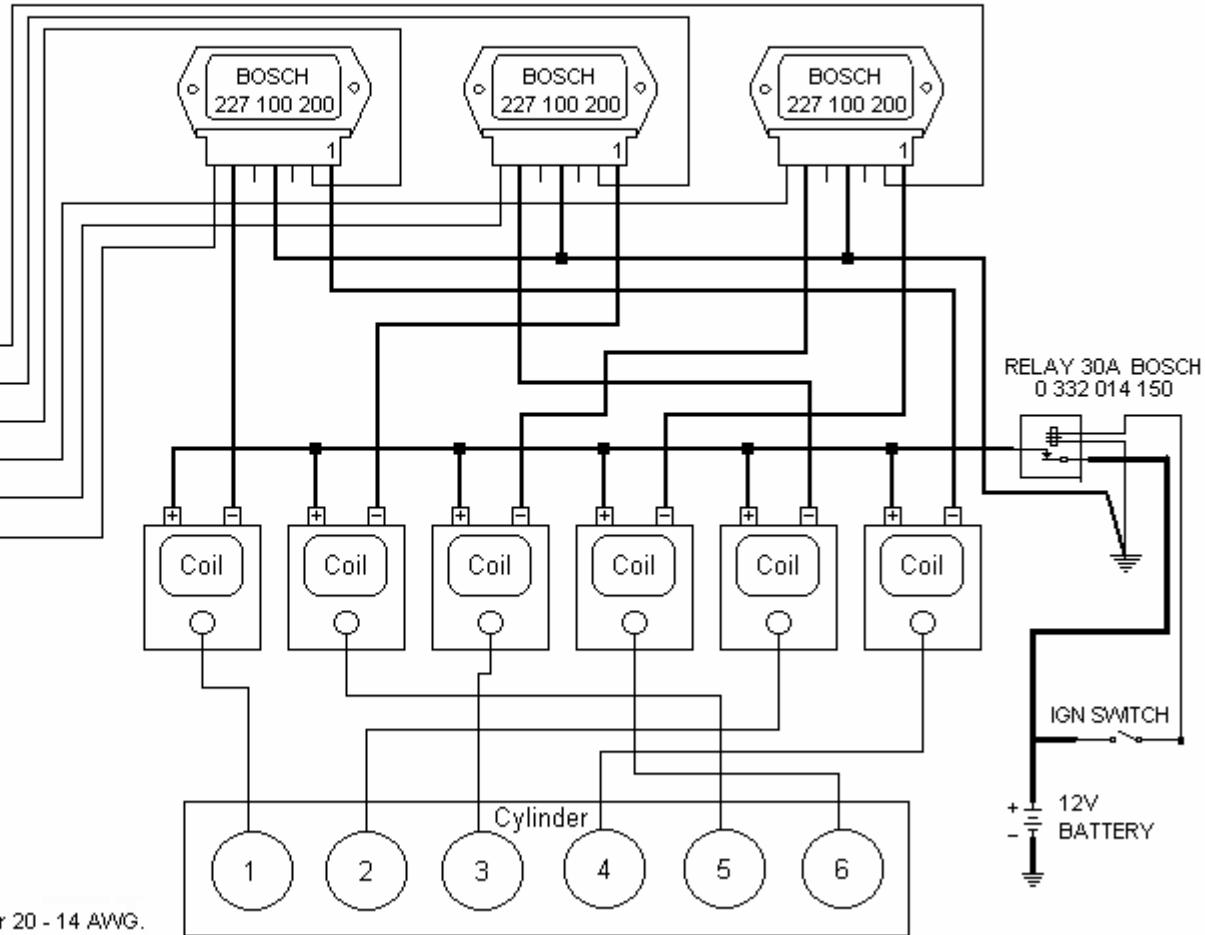 BOSCH
227 100 200
1
BOSCH
227 100 200
1
BOSCH
227 100 200
1
RELAY 30A BOSCH
0 332 014 150
+
−
+
−
+
−
+
−
+
−
+
−
Coil
Coil
Coil
Coil
Coil
Coil
IGN SWITCH
+
−
12V
BATTERY
Cylinder
1
2
3
4
5
6
20 - 14 AWG.